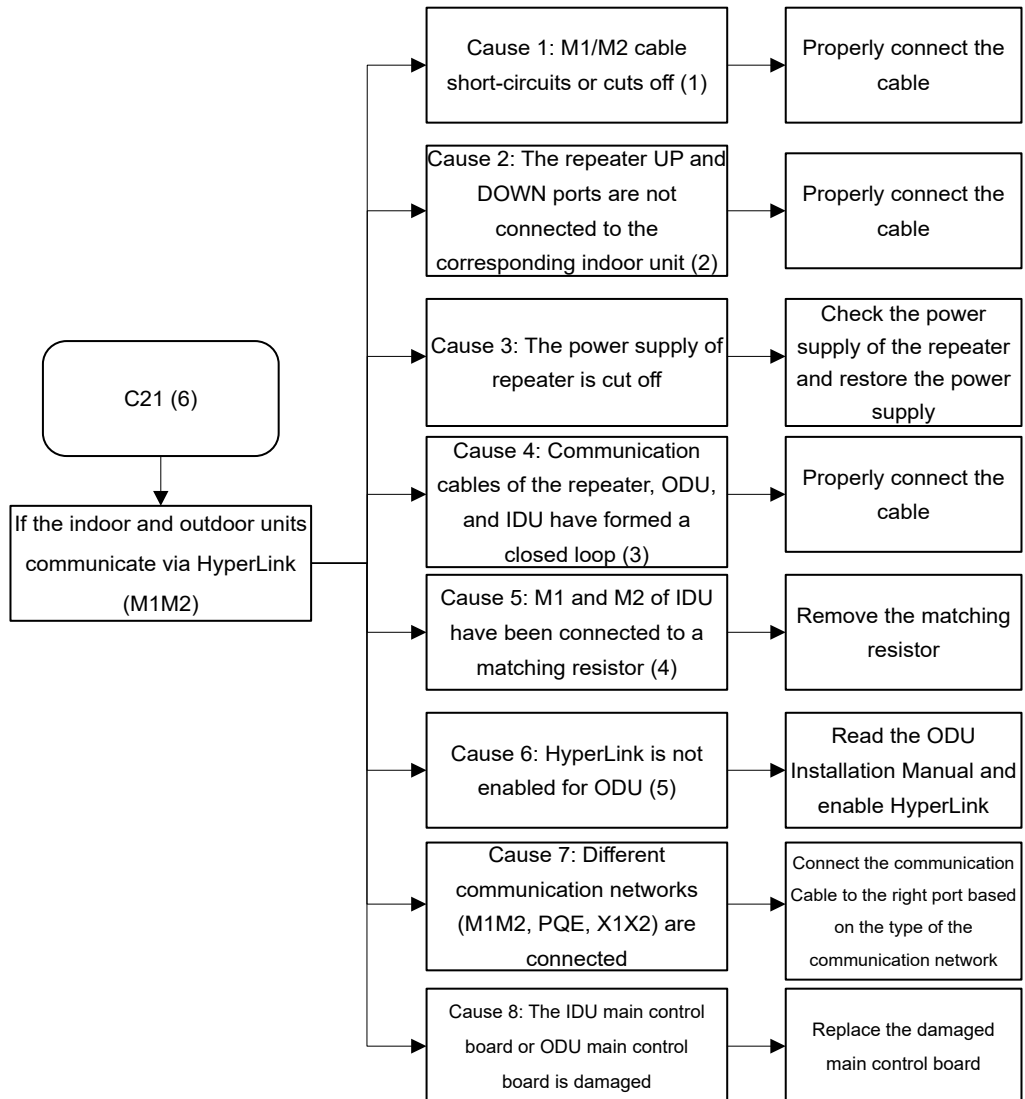 C21 (6)
If the indoor and outdoor units
communicate via HyperLink
(M1M2)
Cause 1: M1/M2 cable
short-circuits or cuts off (1)
Properly connect the
cable
Cause 2: The repeater UP and
DOWN ports are not
connected to the
corresponding indoor unit (2)
Properly connect the
cable
Cause 3: The power supply of
repeater is cut off
Check the power
supply of the repeater
and restore the power
supply
Cause 4: Communication
cables of the repeater, ODU,
and IDU have formed a
closed loop (3)
Properly connect the
cable
Cause 5: M1 and M2 of IDU
have been connected to a
matching resistor (4)
Remove the matching
resistor
Cause 6: HyperLink is not
enabled for ODU (5)
Read the ODU
Installation Manual and
enable HyperLink
Cause 7: Different
communication networks
(M1M2, PQE, X1X2) are
connected
Connect the communication
Cable to the right port based
on the type of the
communication network
Cause 8: The IDU main control
board or ODU main control
board is damaged
Replace the damaged
main control board